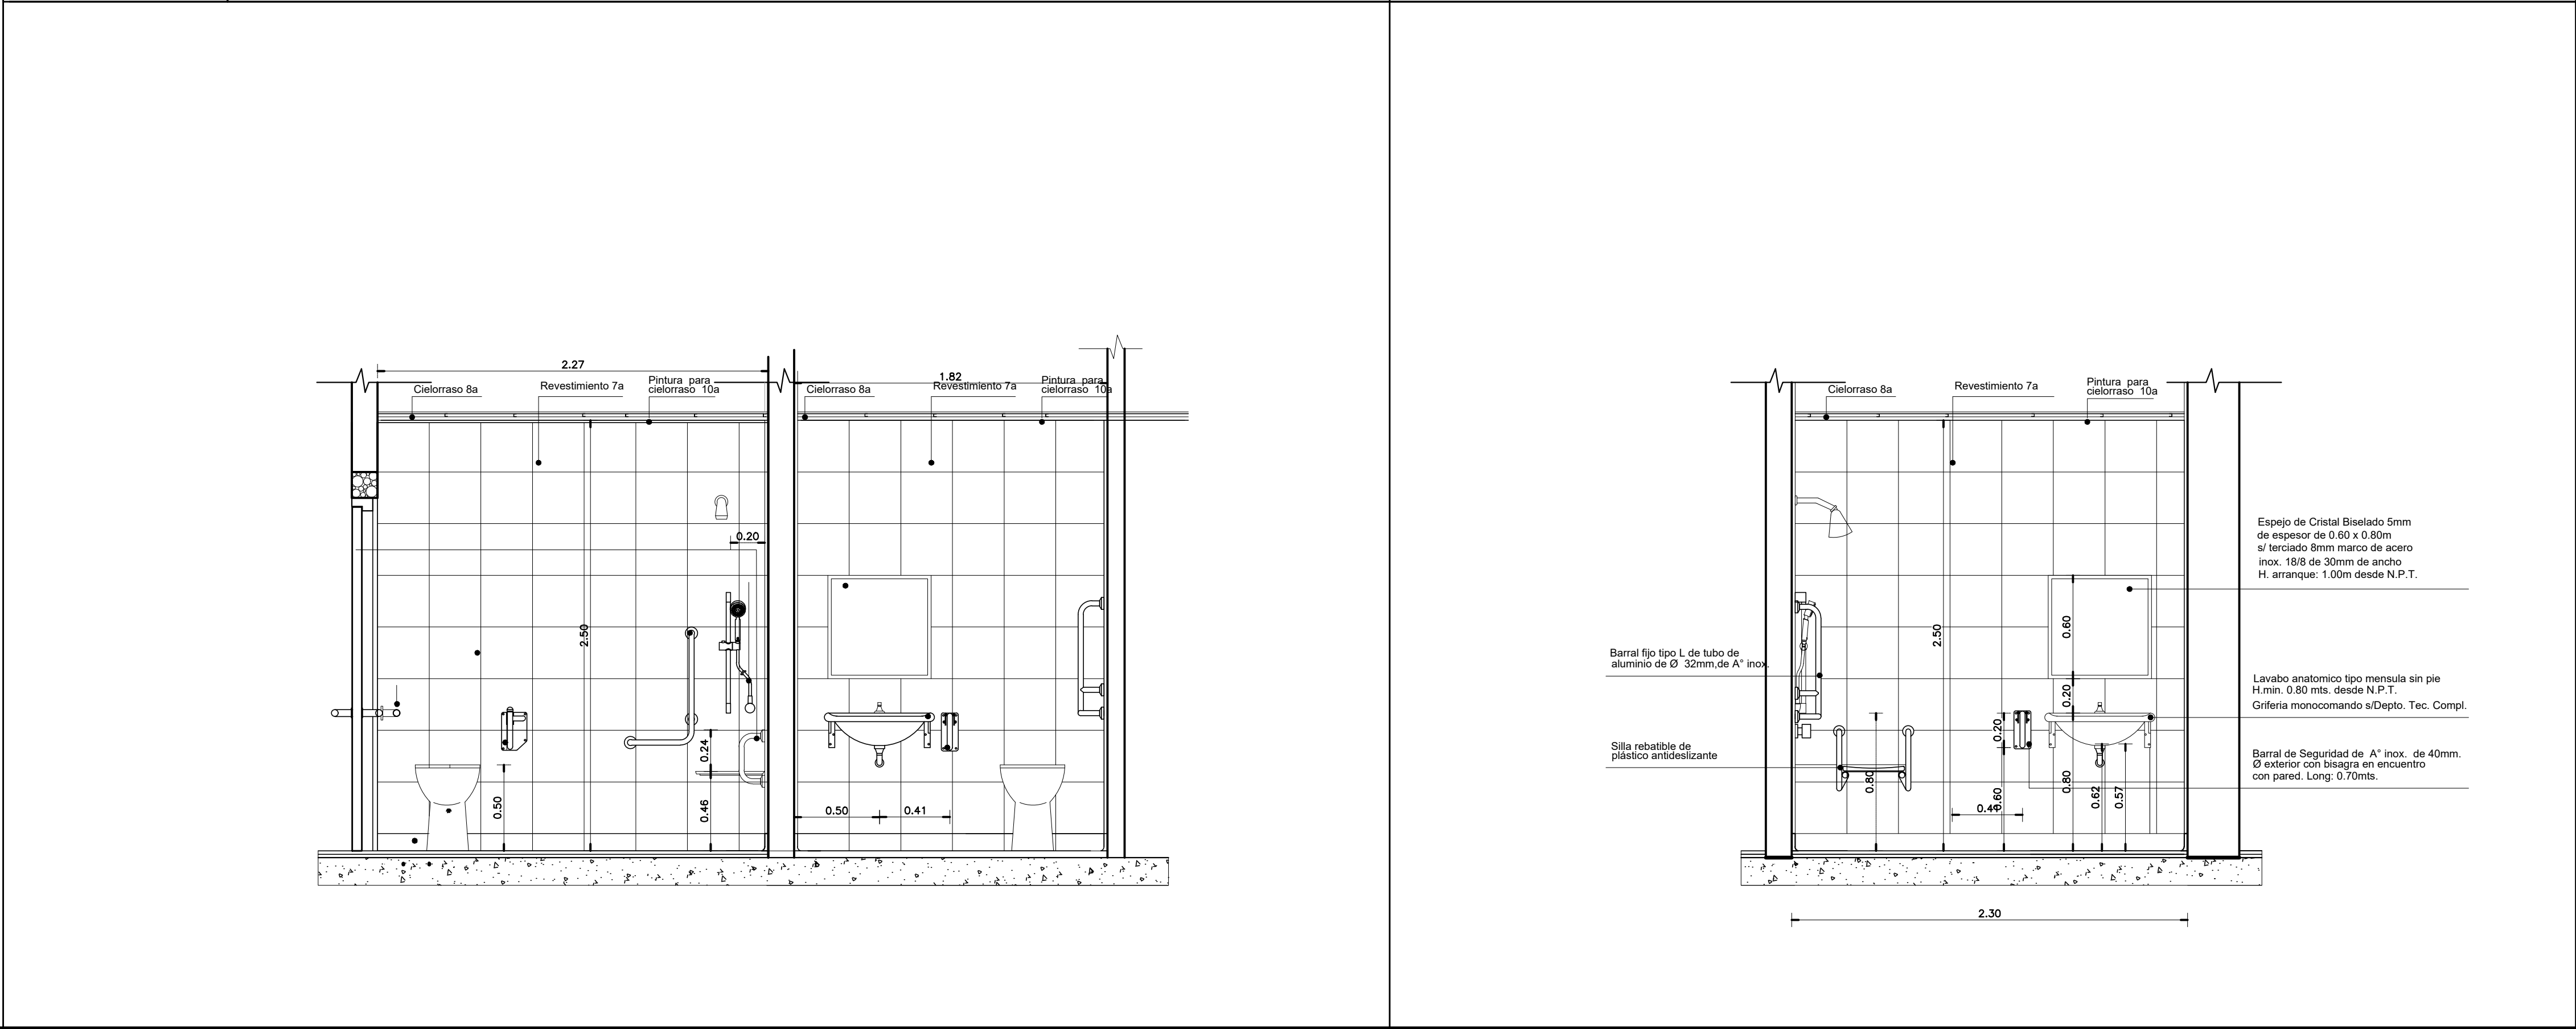 2.27
Cielorraso 8a
Revestimiento 7a
Pintura para
cielorraso 10a
1.82
Cielorraso 8a
Revestimiento 7a
Pintura para
cielorraso 10a
0.20
2.50
0.24
0.46
0.50
0.50
0.41
Cielorraso 8a
Revestimiento 7a
Pintura para
cielorraso 10a
Espejo de Cristal Biselado 5mm
de espesor de 0.60 x 0.80m
s/ terciado 8mm marco de acero
inox. 18/8 de 30mm de ancho
H. arranque: 1.00m desde N.P.T.
Barral fijo tipo L de tubo de
aluminio de Ø 32mm,de A° inox.
Lavabo anatomico tipo mensula sin pie
H.min. 0.80 mts. desde N.P.T.
Griferia monocomando s/Depto. Tec. Compl.
Silla rebatible de
plástico antideslizante
Barral de Seguridad de A° inox. de 40mm.
Ø exterior con bisagra en encuentro
con pared. Long: 0.70mts.
2.50
0.60
0.20
0.20
0.80
0.60
0.80
0.62
0.57
0.41
2.30